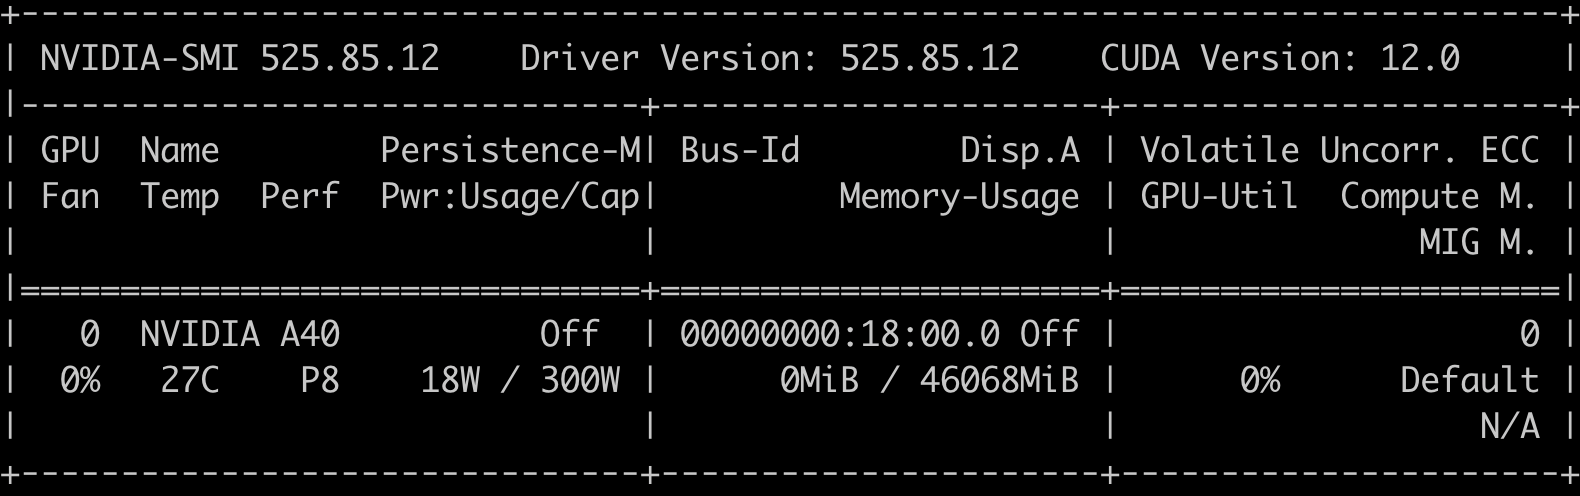 +-----------------------------------------------------------------------------+
| NVIDIA-SMI 525.85.12    Driver Version: 525.85.12    CUDA Version: 12.0     |
|-------------------------------+----------------------+----------------------+
| GPU  Name        Persistence-M| Bus-Id        Disp.A | Volatile Uncorr. ECC |
| Fan  Temp  Perf  Pwr:Usage/Cap|         Memory-Usage | GPU-Util  Compute M. |
|                               |                      |               MIG M. |
|===============================+======================+======================|
|   0  NVIDIA A40          Off  | 00000000:18:00.0 Off |                    0 |
|  0%   27C    P8    18W / 300W |      0MiB / 46068MiB |      0%      Default |
|                               |                      |                  N/A |
+-------------------------------+----------------------+----------------------+